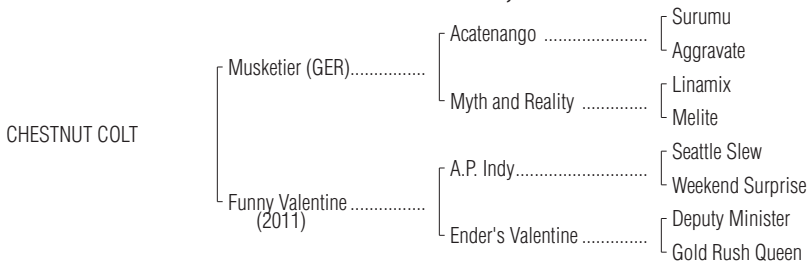 Surumu
Acatenango ......................
Aggravate
Musketier (GER)................
Linamix
Myth and Reality ..............
Melite
CHESTNUT COLT
Seattle Slew
A.P. Indy............................
Weekend Surprise
Funny Valentine ................
(2011)
Deputy Minister
Ender's Valentine ..............
Gold Rush Queen